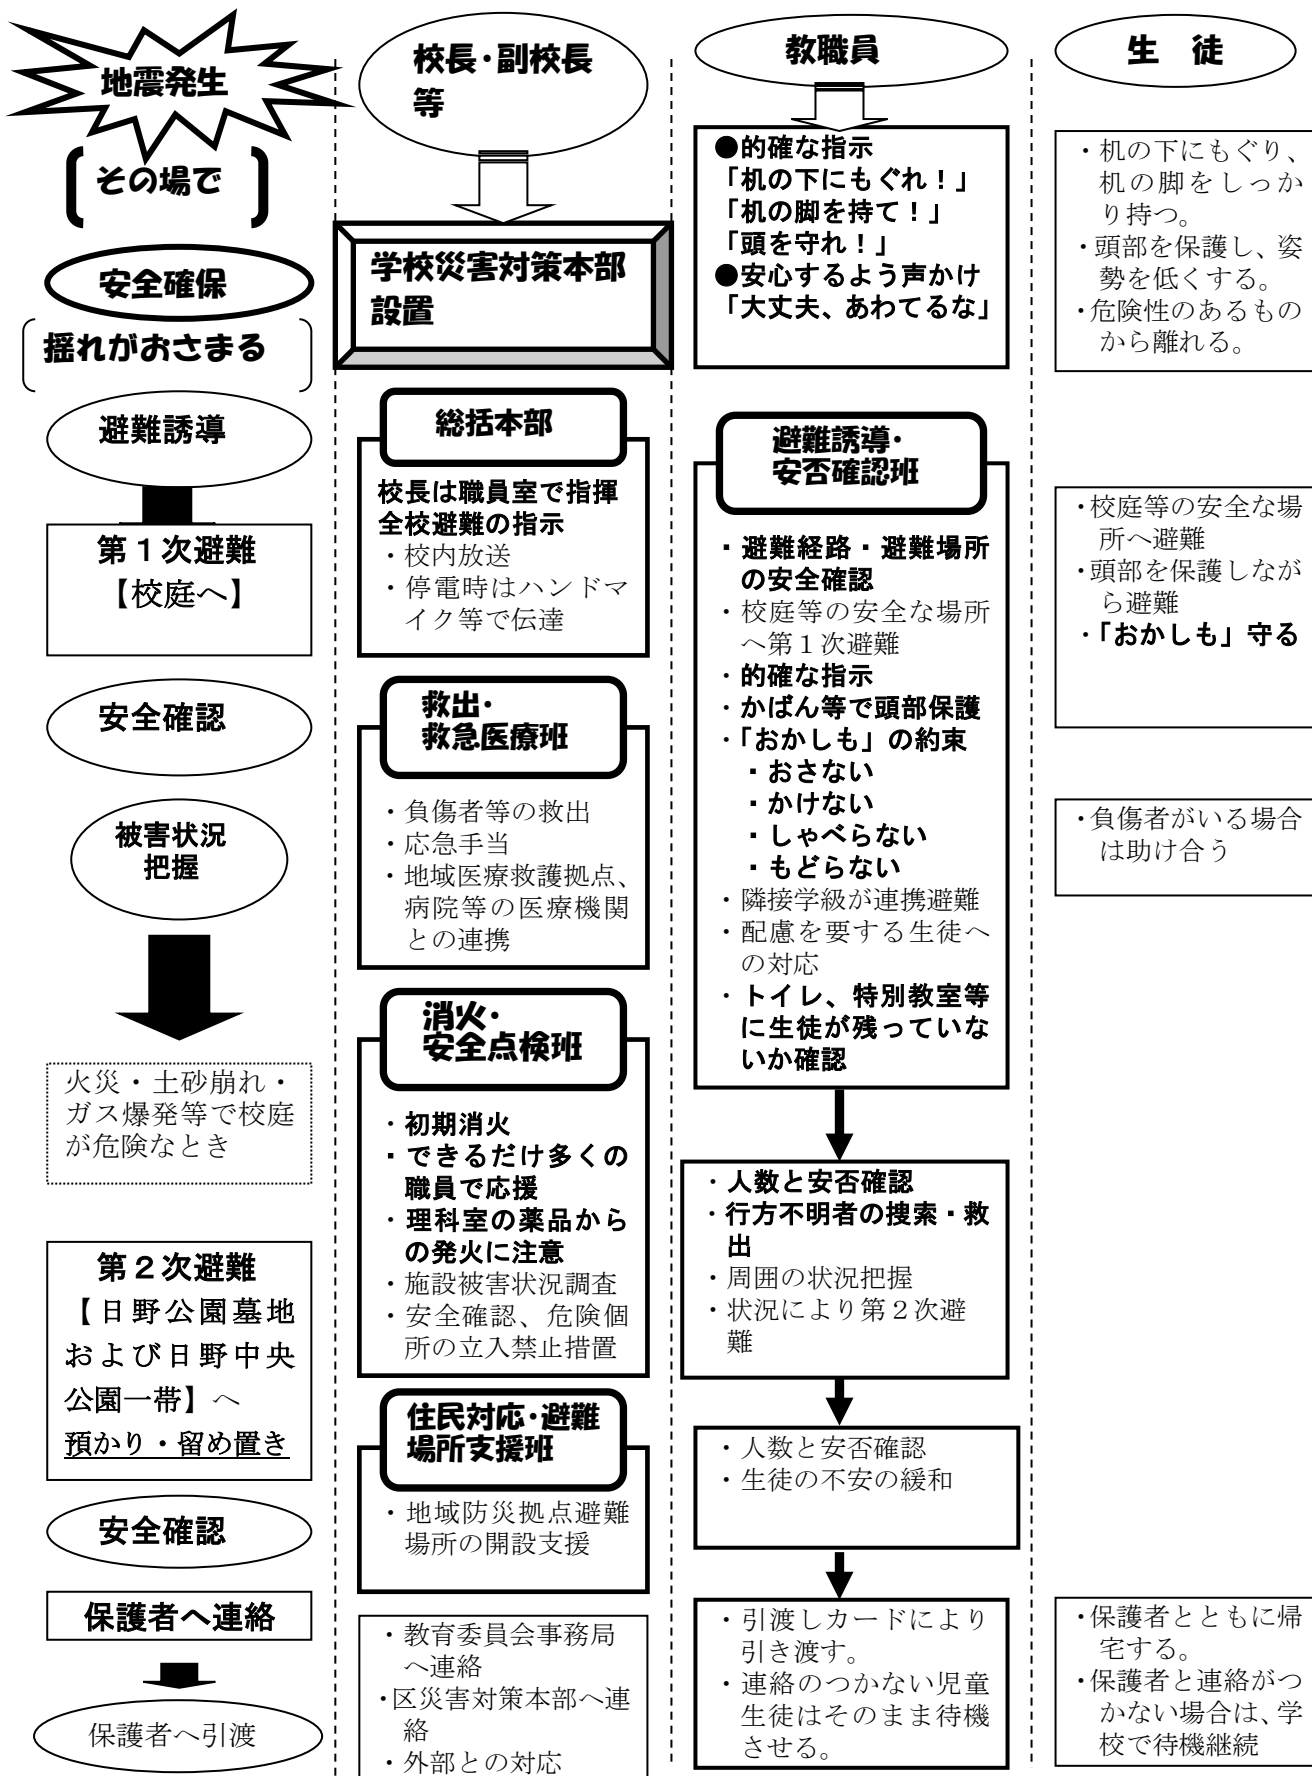 地震発生
その場で
安全確保
揺れがおさまる
避難誘導
第1次避難
【校庭へ】
安全確認
被害状況
把握
火災・土砂崩れ・
ガス爆発等で校庭
が危険なとき
第2次避難
【日野公園墓地
および日野中央
公園一帯】へ
預かり・留め置き
安全確認
保護者へ連絡
保護者へ引渡
校長・副校長
等
学校災害対策本部
設置
総括本部
校長は職員室で指揮
全校避難の指示
・校内放送
・停電時はハンドマ
イク等で伝達
救出・
救急医療班
・負傷者等の救出
・応急手当
・地域医療救護拠点、
病院等の医療機関
との連携
消火・
安全点検班
・初期消火
・できるだけ多くの
職員で応援
・理科室の薬品から
の発火に注意
・施設被害状況調査
・安全確認、危険個
所の立入禁止措置
住民対応・避難
場所支援班
・地域防災拠点避難
場所の開設支援
・教育委員会事務局
へ連絡
・区災害対策本部へ連
絡
・外部との対応
教職員
●的確な指示
「机の下にもぐれ！」
「机の脚を持て！」
「頭を守れ！」
●安心するよう声かけ
「大丈夫、あわてるな」
避難誘導・
安否確認班
・避難経路・避難場所
の安全確認
・校庭等の安全な場所
へ第1次避難
・的確な指示
・かばん等で頭部保護
・「おかしも」の約束
・おさない
・かけない
・しゃべらない
・もどらない
・隣接学級が連携避難
・配慮を要する生徒へ
の対応
・トイレ、特別教室等
に生徒が残っていな
いか確認
・人数と安否確認
・行方不明者の捜索・救
出
・周囲の状況把握
・状況により第2次避
難
・人数と安否確認
・生徒の不安の緩和
・引渡しカードにより
引き渡す。
・連絡のつかない児童
生徒はそのまま待機
させる。
生　徒
・机の下にもぐり、
机の脚をしっか
り持つ。
・頭部を保護し、姿
勢を低くする。
・危険性のあるもの
から離れる。
・校庭等の安全な場
所へ避難
・頭部を保護しなが
ら避難
・「おかしも」守る
・負傷者がいる場合
は助け合う
・保護者とともに帰
宅する。
・保護者と連絡がつ
かない場合は、学
校で待機継続